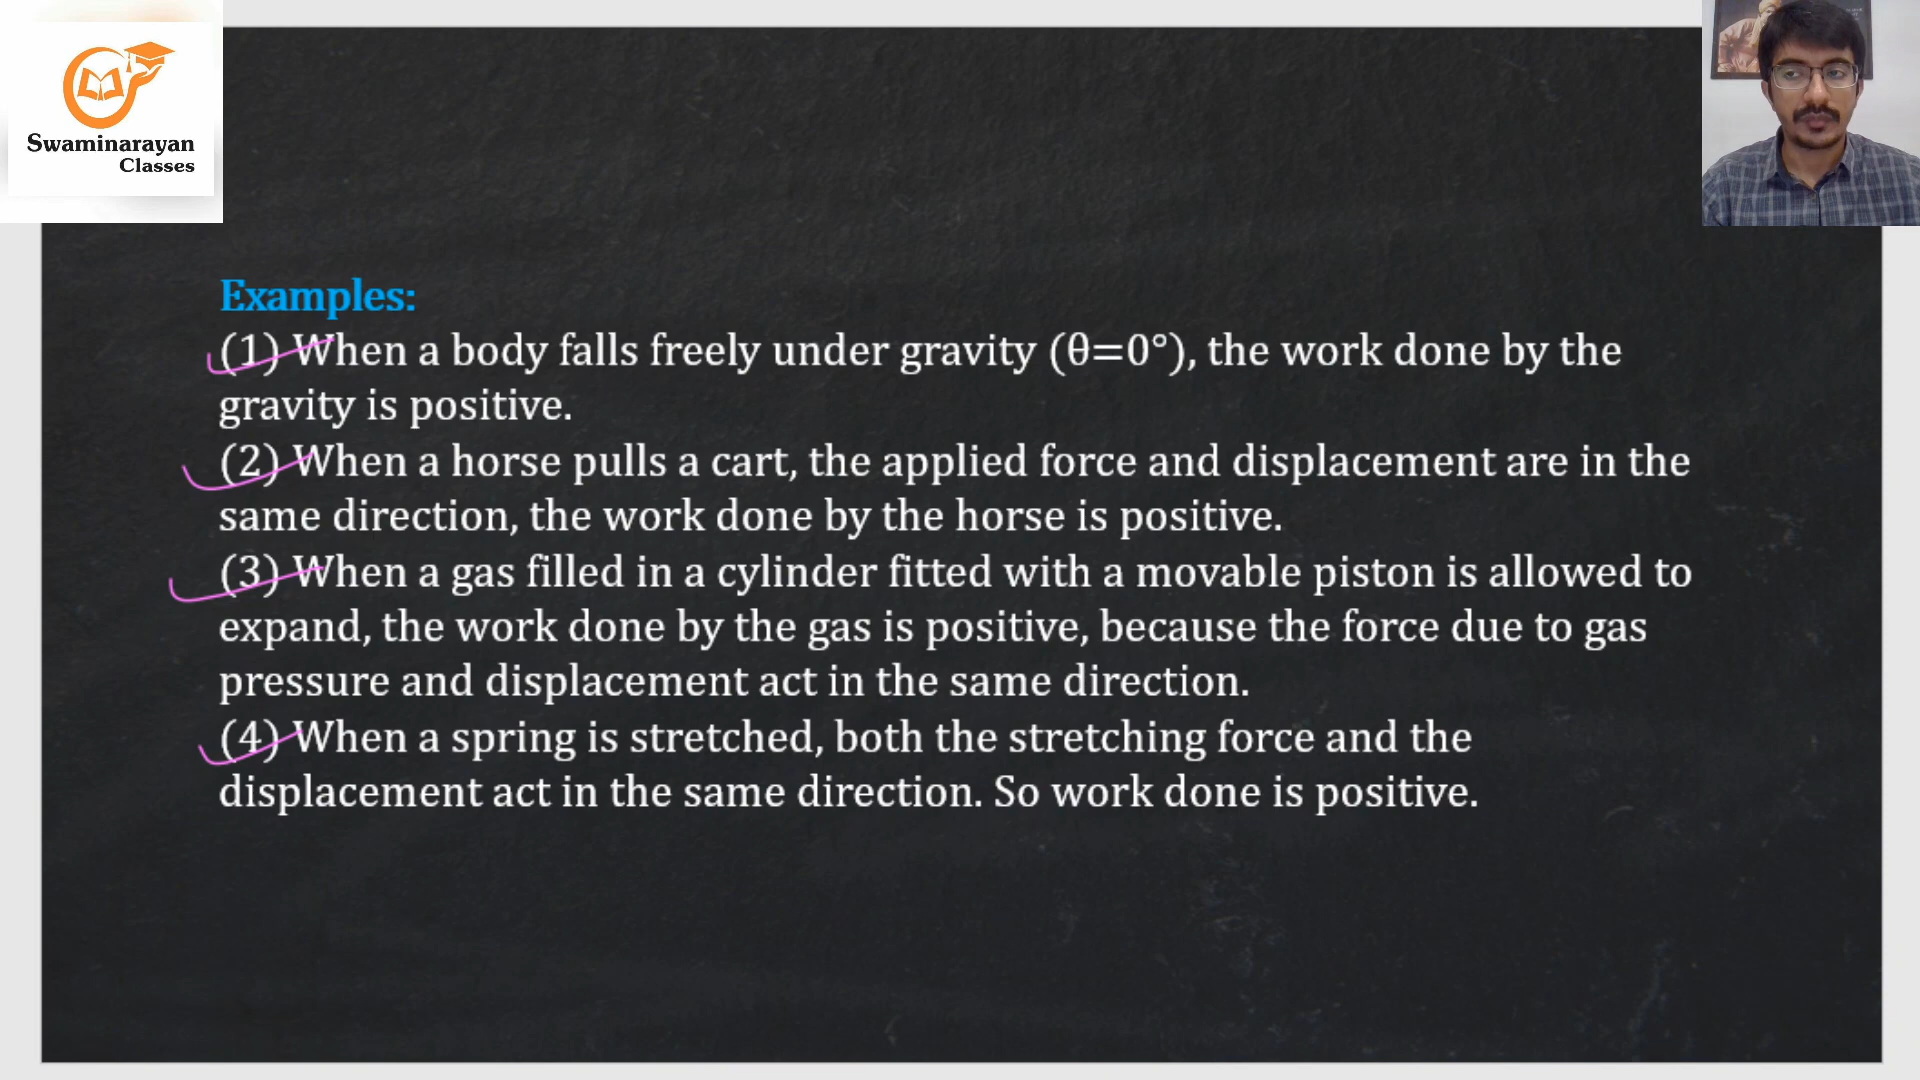 Swaminarayan
Classes
Examples:
(1) When a body falls freely under gravity (θ=0°), the work done by the
gravity is positive.
(2) When a horse pulls a cart, the applied force and displacement are in the
same direction, the work done by the horse is positive.
(3) When a gas filled in a cylinder fitted with a movable piston is allowed to
expand, the work done by the gas is positive, because the force due to gas
pressure and displacement act in the same direction.
(4) When a spring is stretched, both the stretching force and the
displacement act in the same direction. So work done is positive.